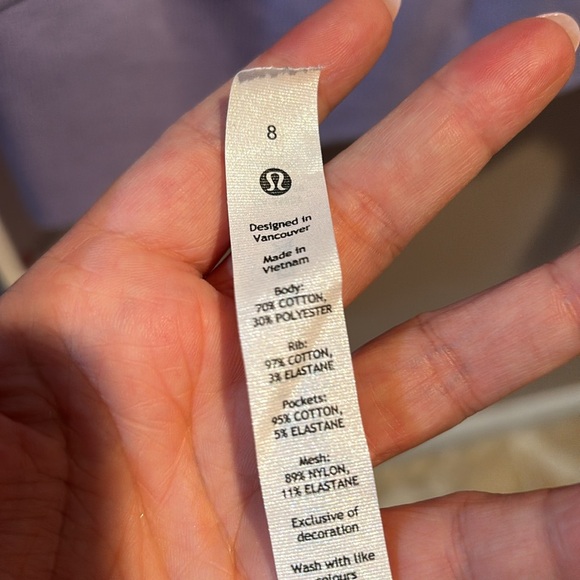 8
Designed in
Vancouver
Made in
Vietnam
Body:
70% COTTON,
30% POLYESTER
Rib:
97% COTTON,
3% ELASTANE
Pockets:
95% COTTON,
5% ELASTANE
Mesh:
89% NYLON,
11% ELASTANE
Exclusive of
decoration
Wash with like
colours